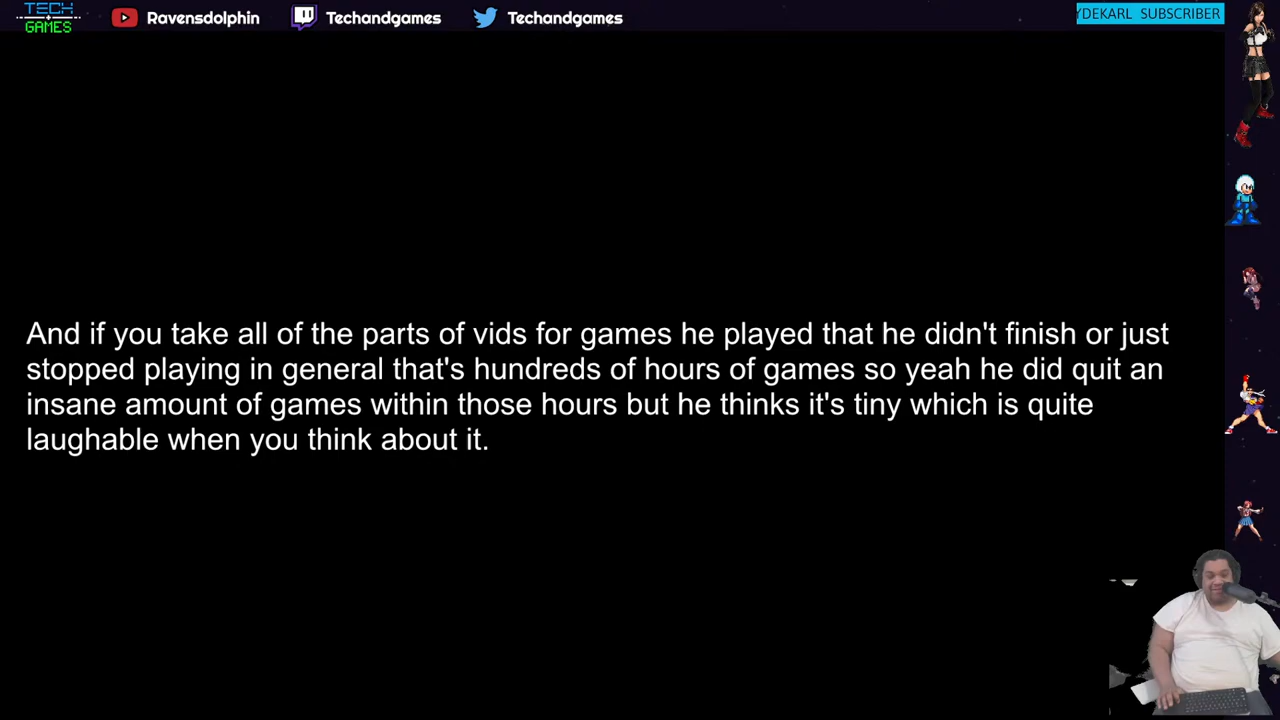 TECH
GAMES
Ravensdolphin
Techandgames
Techandgames
YDEKARL SUBSCRIBER
And if you take all of the parts of vids for games he played that he didn't finish or just
stopped playing in general that's hundreds of hours of games so yeah he did quit an
insane amount of games within those hours but he thinks it's tiny which is quite
laughable when you think about it.